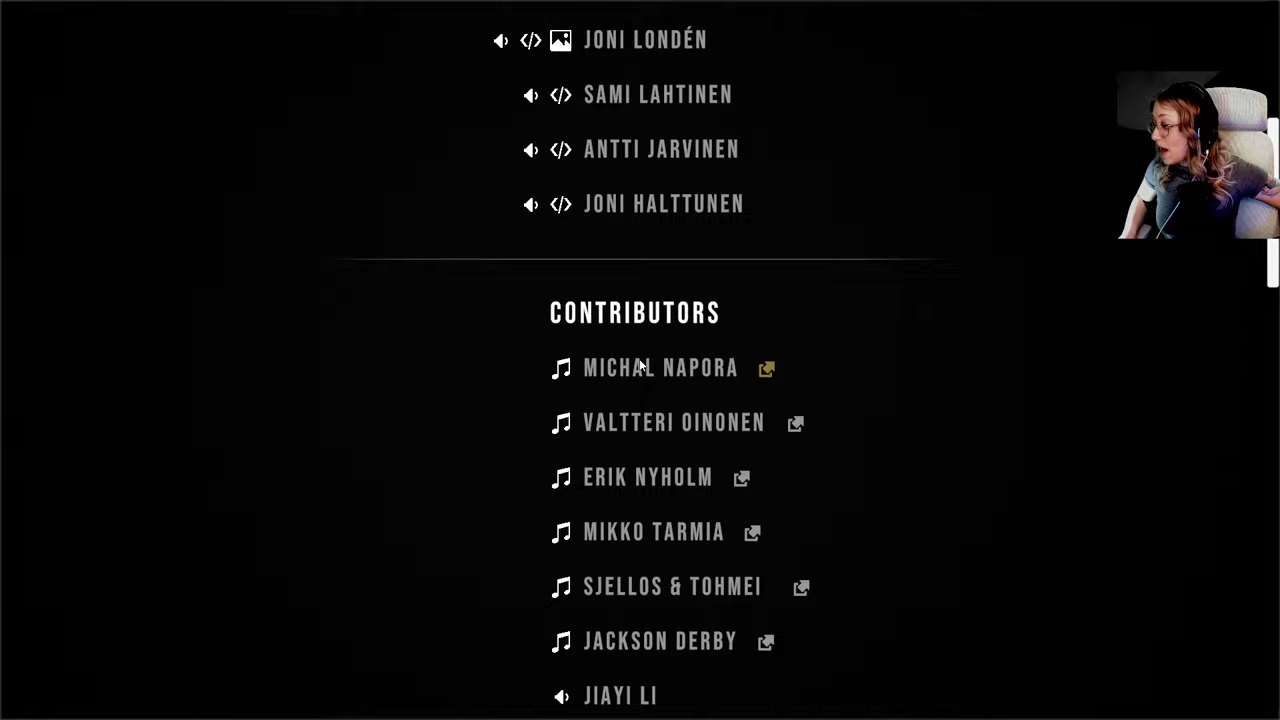 JONI LONDÉN
SAMI LAHTINEN
ANTTI JARVINEN
JONI HALTTUNEN
CONTRIBUTORS
MICHAL NAPORA
VALTTERI OINONEN
ERIK NYHOLM
MIKKO TARMIA
SJELLOS & TOHMEI
JACKSON DERBY
JIAYI LI